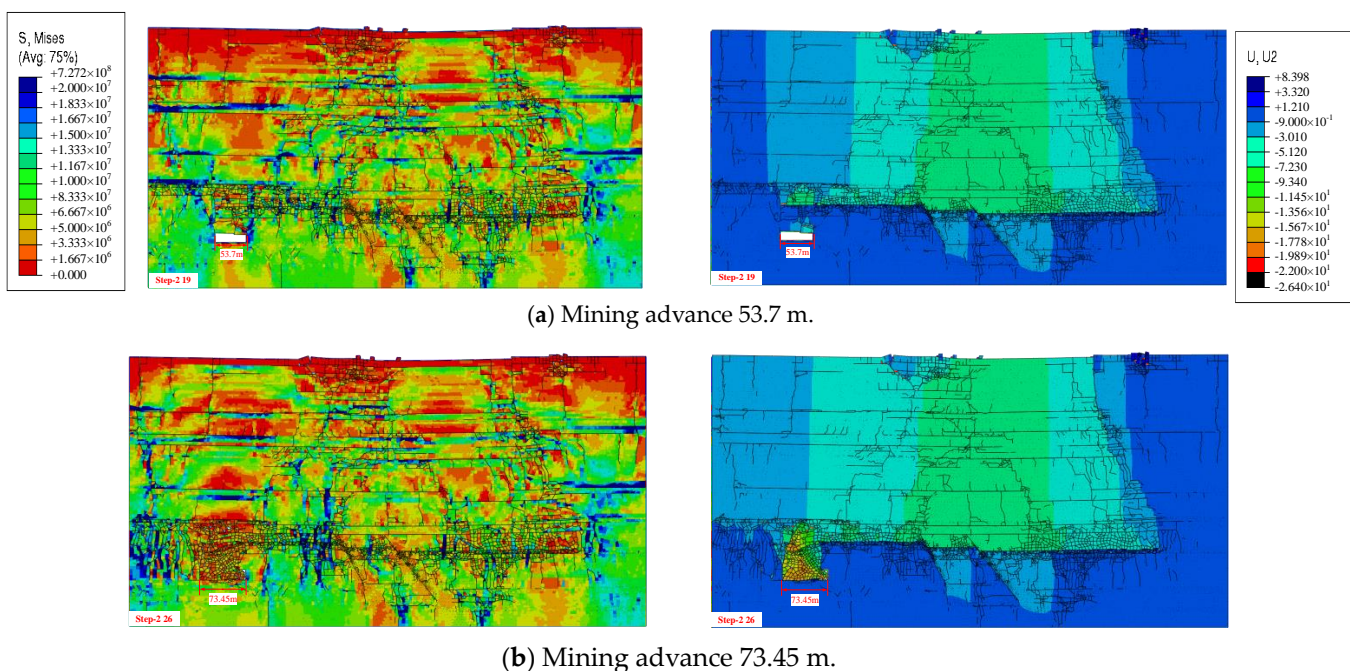 S, Mises
(Avg: 75%)
+7.272×10⁸
+2.000×10⁷
+1.833×10⁷
+1.667×10⁷
+1.500×10⁷
+1.333×10⁷
+1.167×10⁷
+1.000×10⁷
+8.333×10⁶
+6.667×10⁶
+5.000×10⁶
+3.333×10⁶
+1.667×10⁶
+0.000
53.7m
Step-2 19
53.7m
U, U2
+8.398
+3.320
+1.210
-9.000×10⁻¹
-3.010
-5.120
-7.230
-9.340
-1.145×10¹
-1.356×10¹
-1.567×10¹
-1.778×10¹
-1.989×10¹
-2.200×10¹
-2.640×10¹
Step-2 19
(a) Mining advance 53.7 m.
73.45m
Step-2 26
73.45m
Step-2 26
(b) Mining advance 73.45 m.